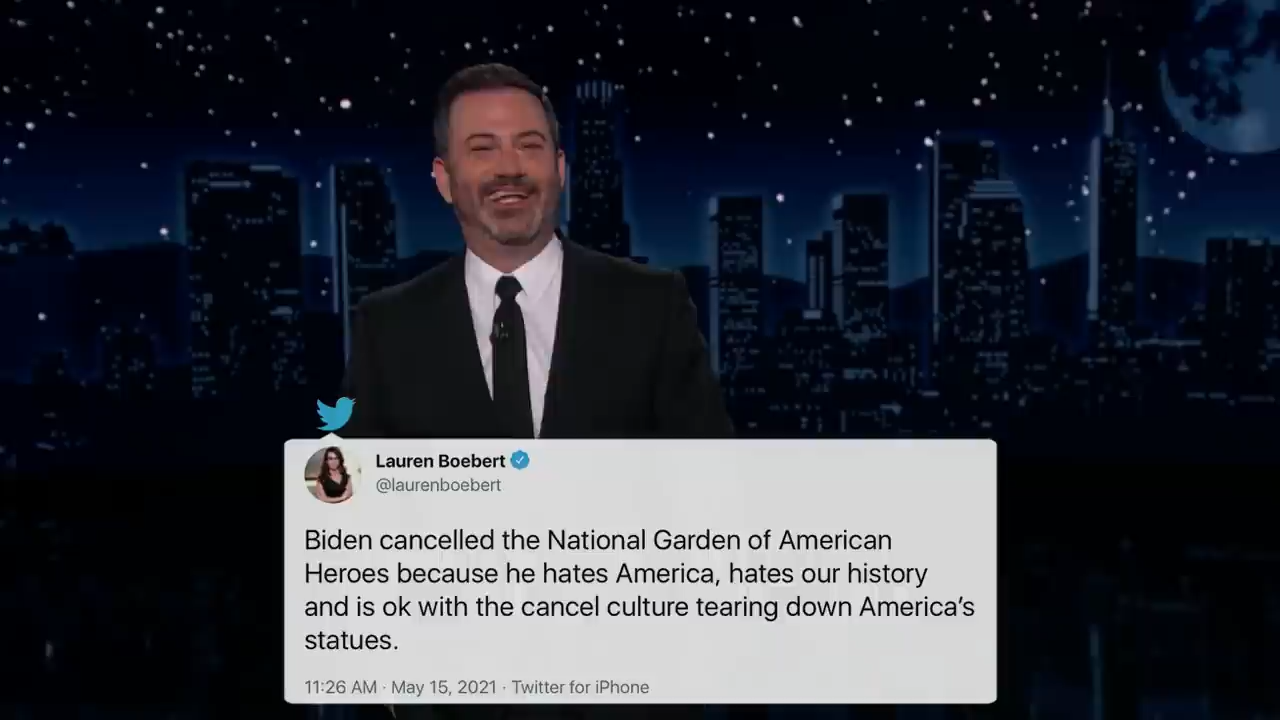 Lauren Boebert
@laurenboebert
Biden cancelled the National Garden of American
Heroes because he hates America, hates our history
and is ok with the cancel culture tearing down America’s
statues.
11:26 AM · May 15, 2021 · Twitter for iPhone